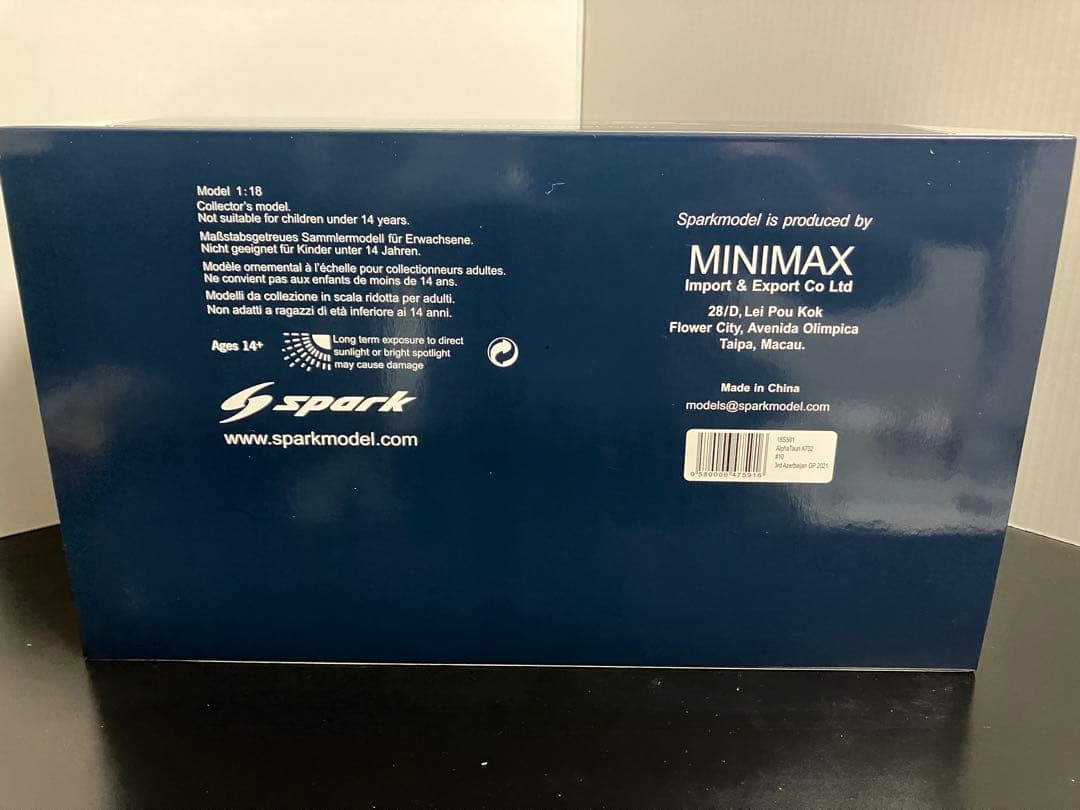 Model 1:18
Collector's model.
Not suitable for children under 14 years.
Maßstabsgetreues Sammlermodell für Erwachsene.
Nicht geeignet für Kinder unter 14 Jahren.
Modèle ornemental à l'échelle pour collectionneurs adultes.
Ne convient pas aux enfants de moins de 14 ans.
Modelli da collezione in scala ridotta per adulti.
Non adatti a ragazzi di età inferiore ai 14 anni.
Ages 14+
Long term exposure to direct
sunlight or bright spotlight
may cause damage
spark
www.sparkmodel.com
Sparkmodel is produced by
MINIMAX
Import & Export Co Ltd
28/D, Lei Pou Kok
Flower City, Avenida Olimpica
Taipa, Macau.
Made in China
models@sparkmodel.com
18S591
AlphaTauri AT02
#10
3rd Azerbaijan GP 2021
9 580006 475916